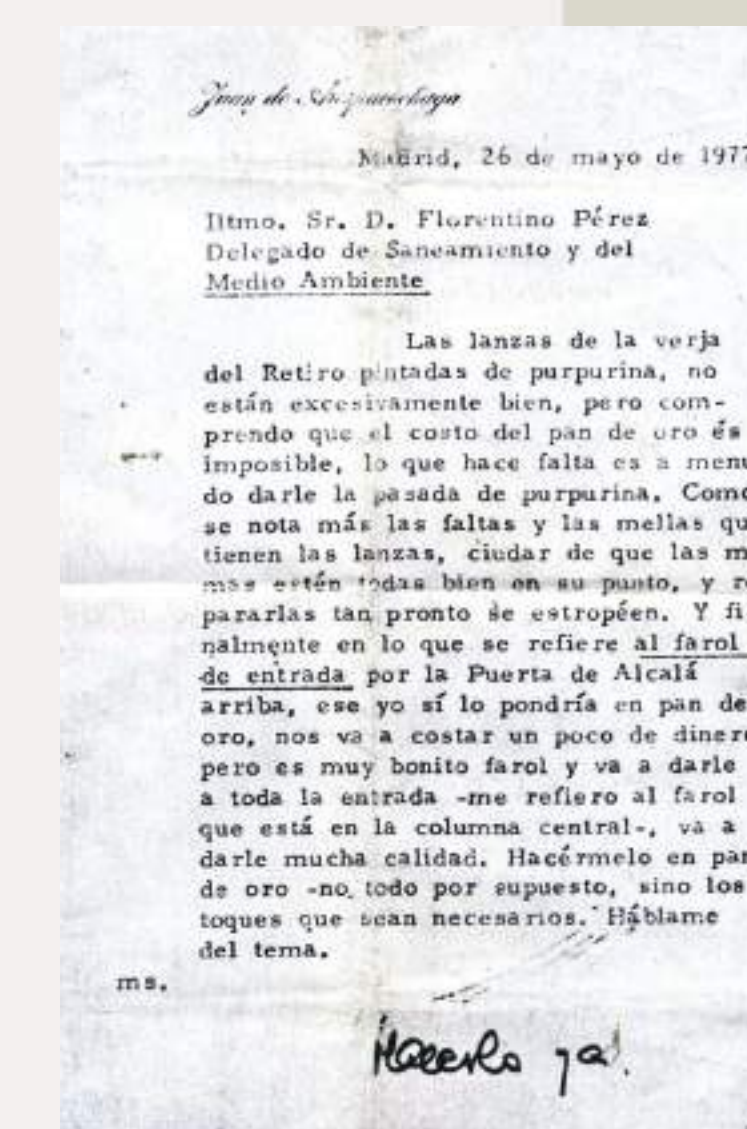 Juan de Arespacochaga
Madrid, 26 de mayo de 1977
Iltmo. Sr. D. Florentino Pérez
Delegado de Saneamiento y del
Medio Ambiente
Las lanzas de la verja
del Retiro pintadas de purpurina, no
están excesivamente bien, pero com-
prendo que el costo del pan de oro és
imposible, lo que hace falta es a menu
do darle la pasada de purpurina. Como
se nota más las faltas y las mellas qu
tienen las lanzas, ciudar de que las m
mas estén todas bien en su punto, y re
pararlas tan pronto se estropéen. Y fi
nalmente en lo que se refiere al farol
de entrada por la Puerta de Alcalá
arriba, ese yo sí lo pondría en pan de
oro, nos va a costar un poco de dinero
pero es muy bonito farol y va a darle
a toda la entrada -me refiero al farol
que está en la columna central-, va a
darle mucha calidad. Hacérmelo en pan
de oro -no todo por supuesto, sino los
toques que sean necesarios. Háblame
del tema.
ms.
Hacerlo ya.